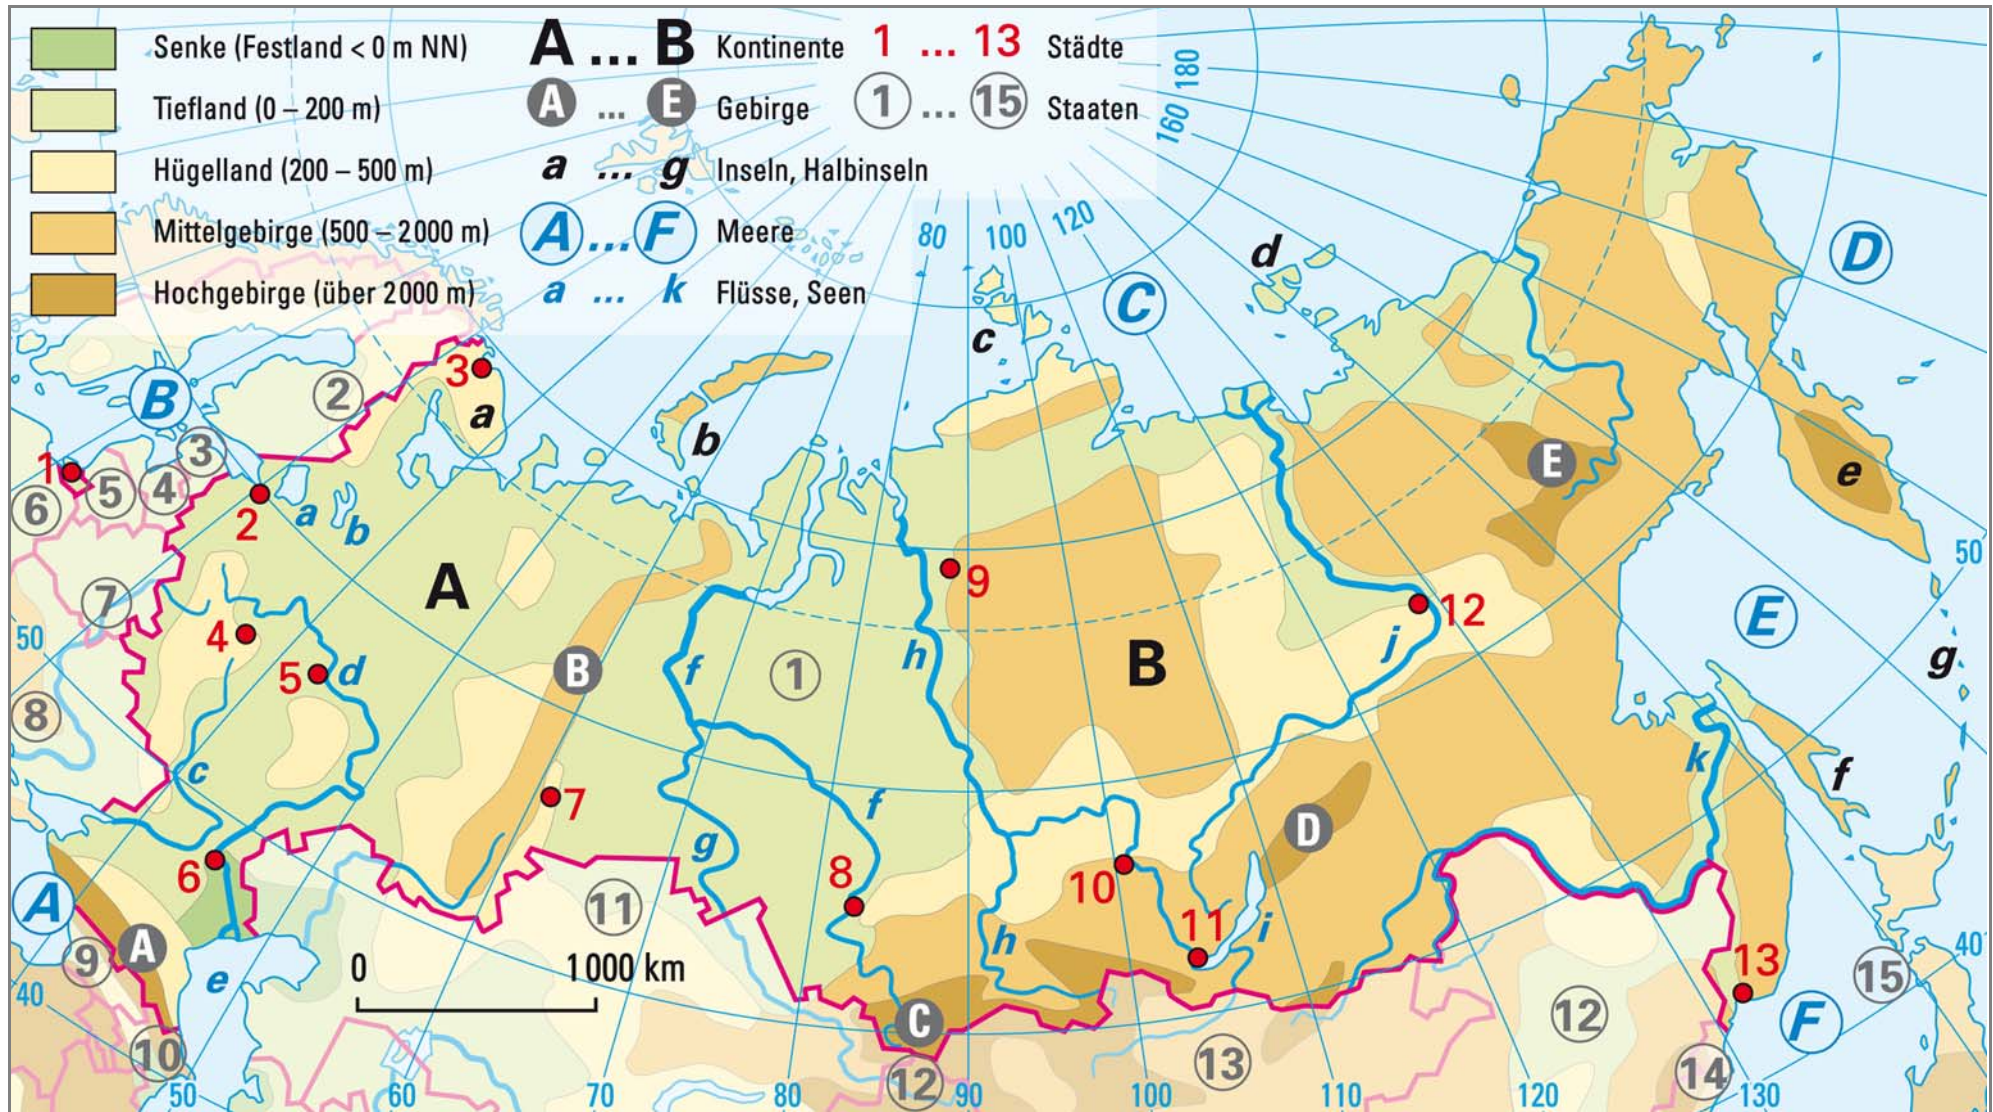 Senke (Festland < 0 m NN)
A ... B Kontinente
1 ... 13 Städte
Tiefland (0 – 200 m)
A ... E Gebirge
1 ... 15 Staaten
Hügelland (200 – 500 m)
a ... g Inseln, Halbinseln
Mittelgebirge (500 – 2000 m)
A ... F Meere
Hochgebirge (über 2000 m)
a ... k Flüsse, Seen
180
160
80
100
120
D
d
C
c
3
2
B
a
b
e
E
1
3
4
5
6
2
a
b
50
A
9
12
7
4
5
d
B
f
1
h
B
j
E
g
50
8
c
7
f
g
D
k
f
6
8
10
11
i
A
9
11
h
13
40
15
40
e
0
1000 km
C
12
F
10
12
13
14
50
60
70
80
90
100
110
120
130